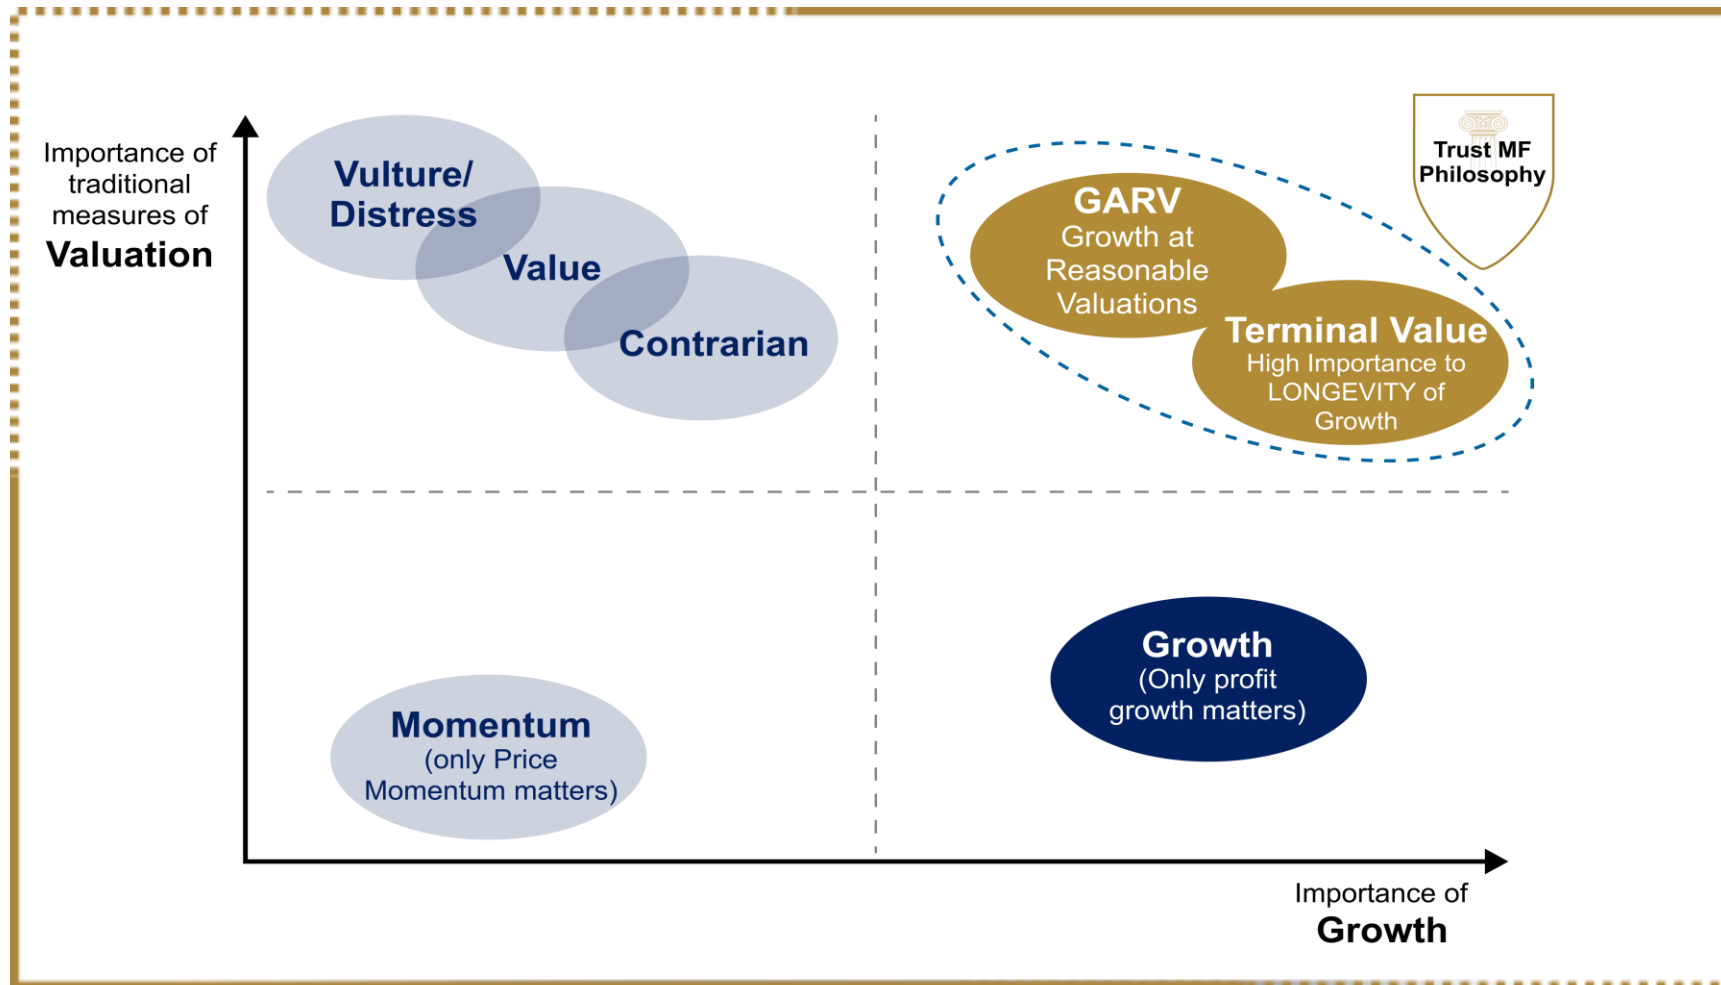 Importance of
traditional
measures of
Valuation
Vulture/
Distress
Value
Contrarian
GARV
Growth at
Reasonable
Valuations
Terminal Value
High Importance to
LONGEVITY of
Growth
Trust MF
Philosophy
Momentum
(only Price
Momentum matters)
Growth
(Only profit
growth matters)
Importance of
Growth